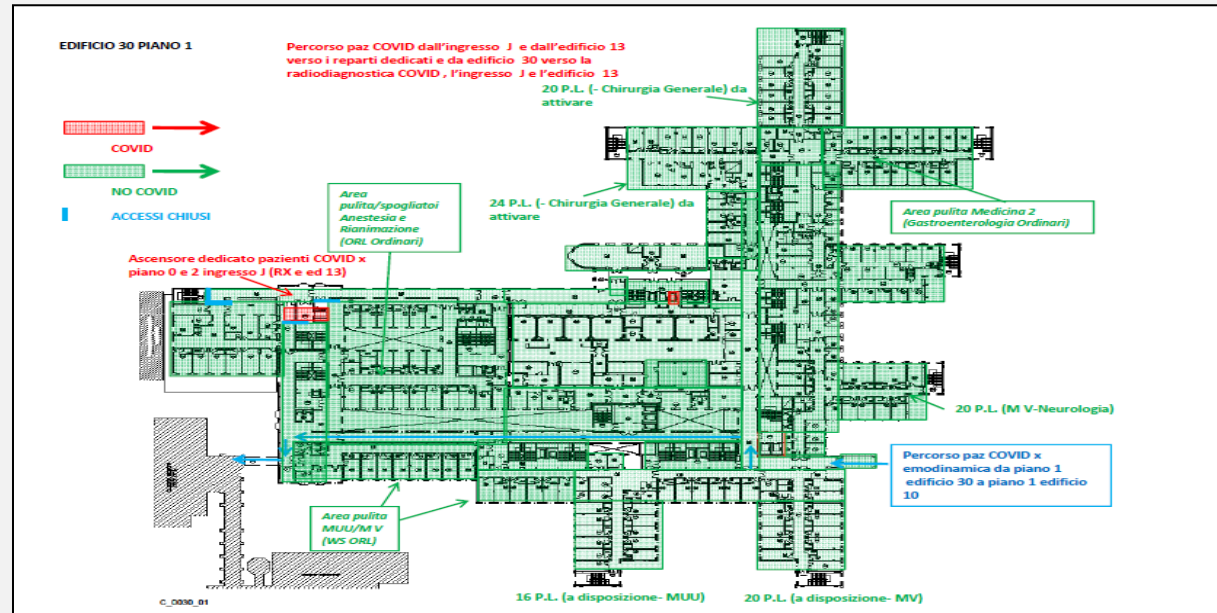 EDIFICIO 30 PIANO 1
Percorso paz COVID dall'ingresso J e dall'edificio 13
verso i reparti dedicati e da edificio 30 verso la
radiodiagnostica COVID , l'ingresso J e l'edificio 13
20 P.L. (- Chirurgia Generale) da
attivare
COVID
NO COVID
ACCESSI CHIUSI
Area
pulita/spogliatoi
Anestesia e
Rianimazione
(ORL Ordinari)
24 P.L. (- Chirurgia Generale) da
attivare
Area pulita Medicina 2
(Gastroenterologia Ordinari)
Ascensore dedicato pazienti COVID x
piano 0 e 2 ingresso J (RX e ed 13)
20 P.L. (M V-Neurologia)
Percorso paz COVID x
emodinamica da piano 1
edificio 30 a piano 1 edificio
10
Area pulita
MUU/M V
(WS ORL)
16 P.L. (a disposizione- MUU)
20 P.L. (a disposizione- MV)
C_0030_01